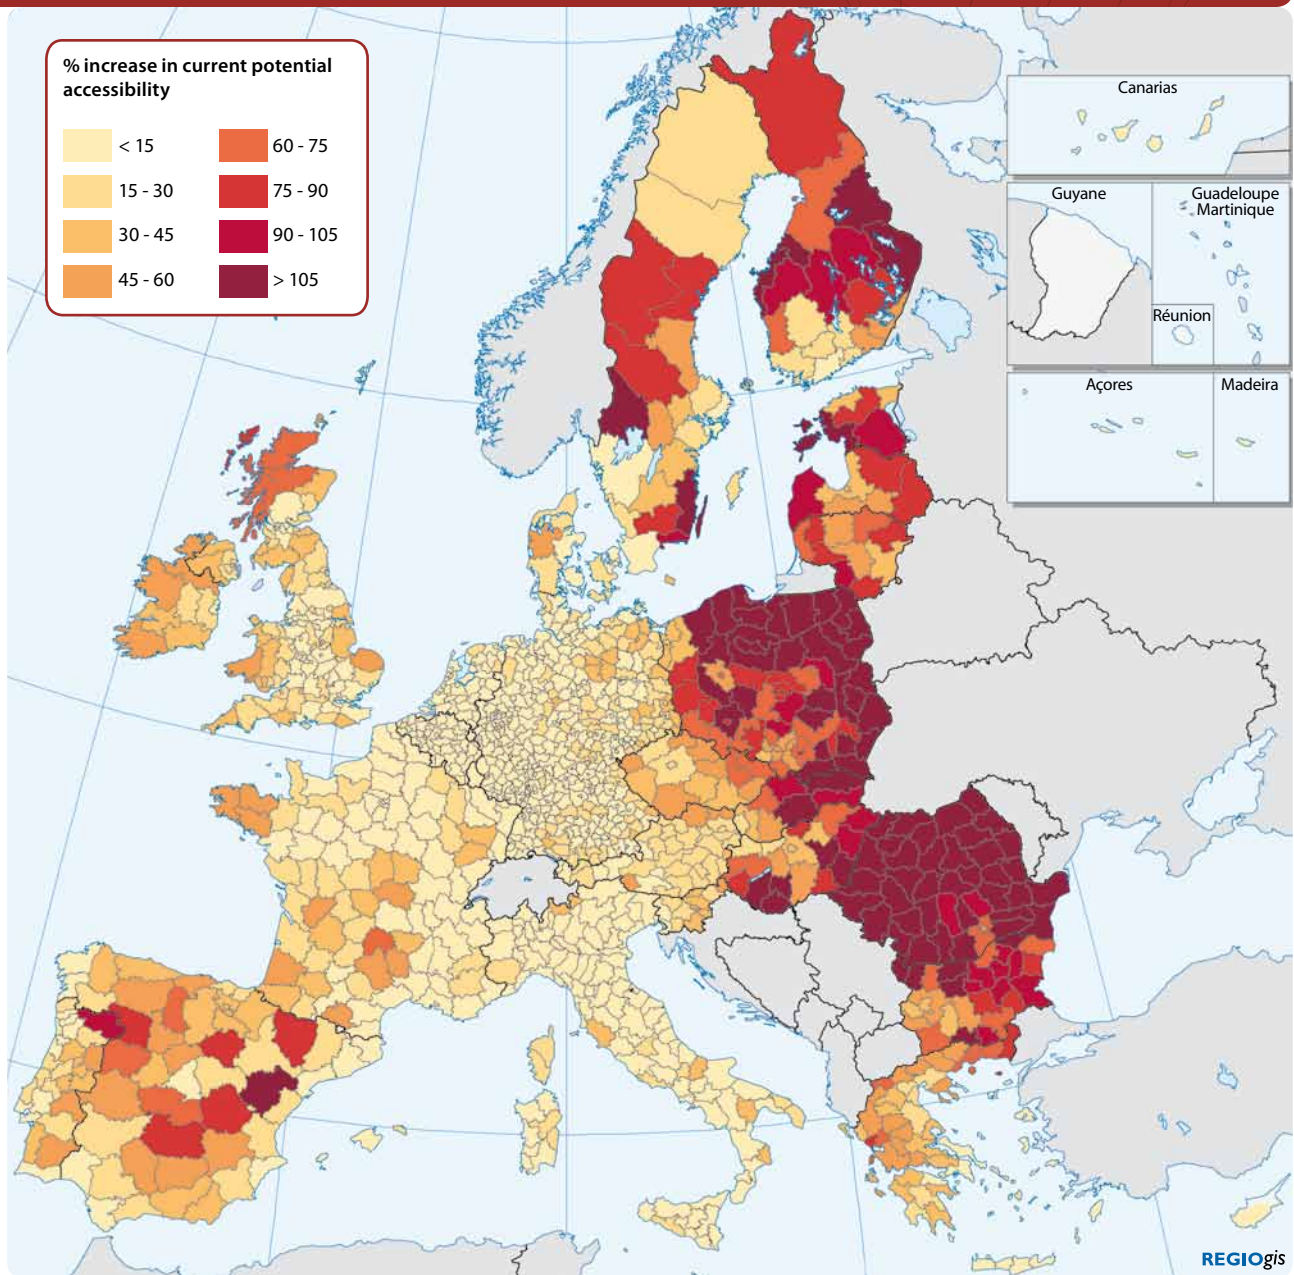 % increase in current potential
accessibility
< 15
15 - 30
30 - 45
45 - 60
60 - 75
75 - 90
90 - 105
> 105
Canarias
Guyane
Guadeloupe
Martinique
Réunion
Açores
Madeira
REGIOgis